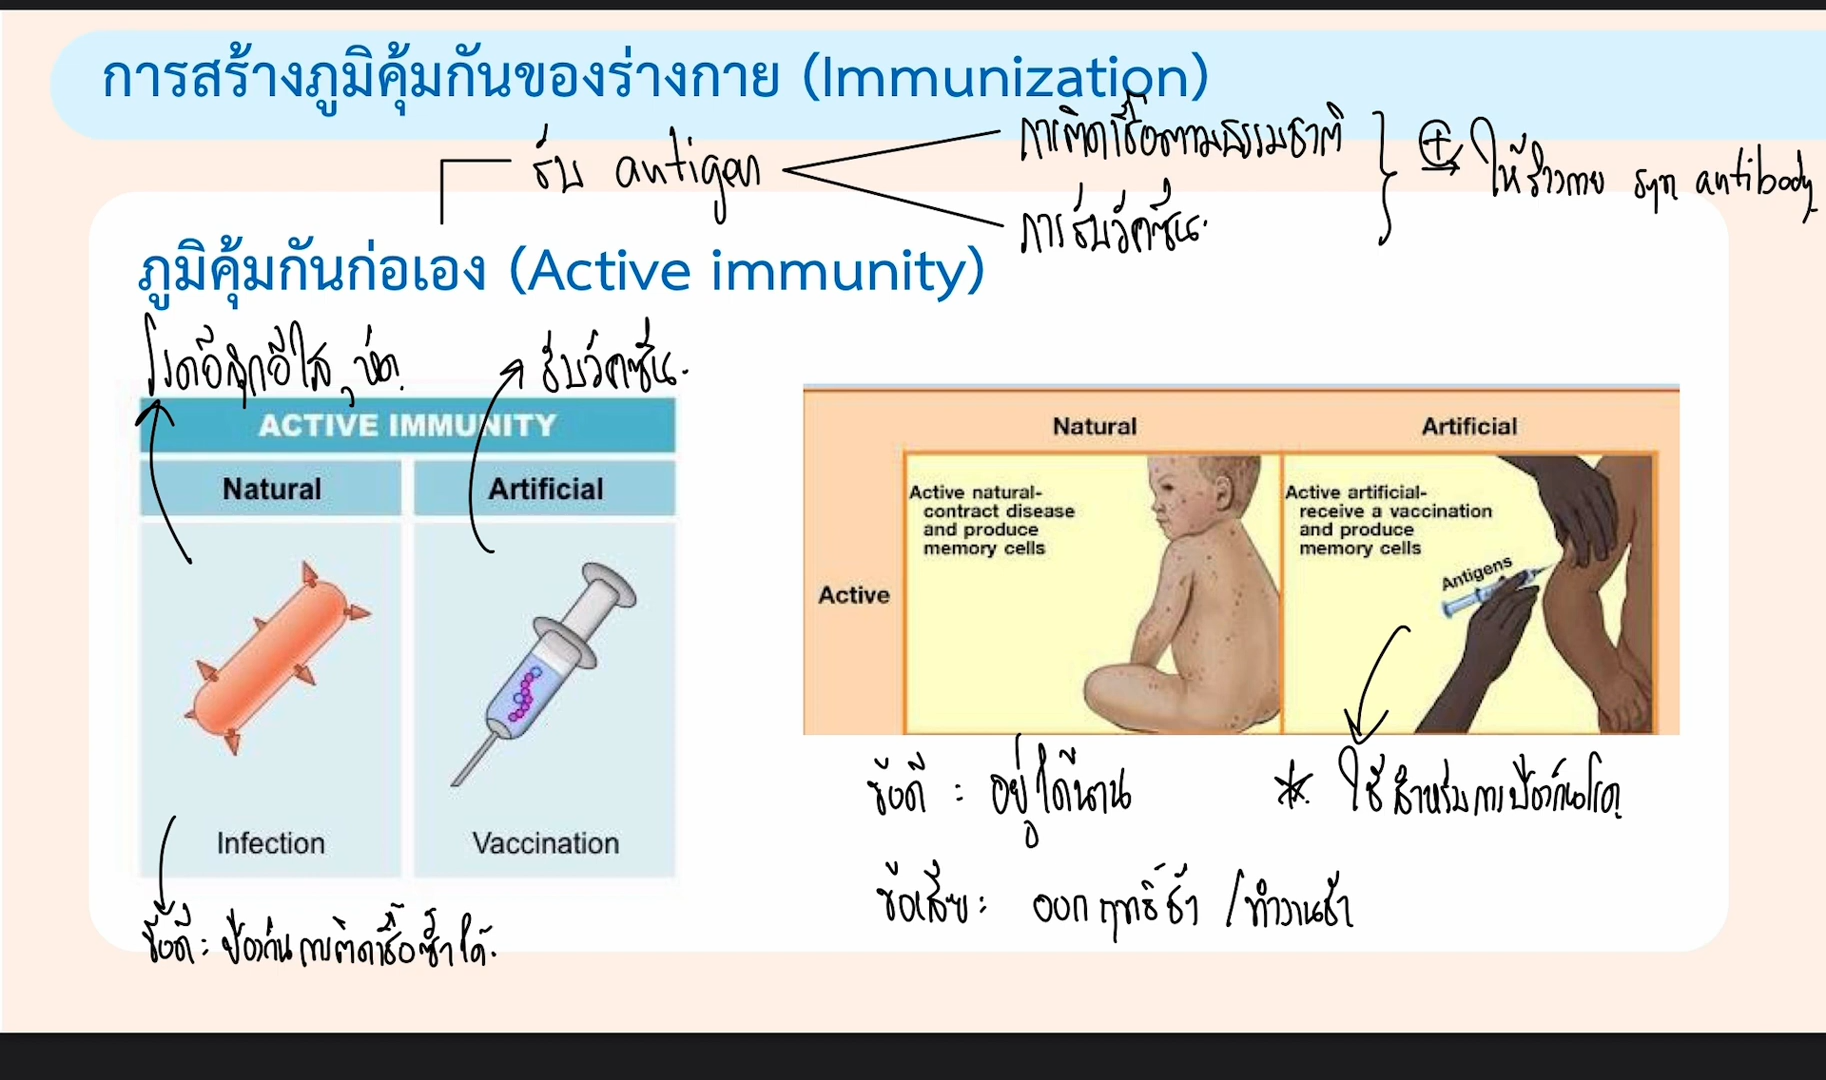 การสร้างภูมิคุ้มกันของร่างกาย (Immunization)
รับ antigen
การติดเชื้อตามธรรมชาติ
การรับวัคซีน
⊕ ให้ร่างกาย syn antibody
ภูมิคุ้มกันก่อเอง (Active immunity)
โรคอีสุกอีใส, หัด
รับวัคซีน
ACTIVE IMMUNITY
Natural
Artificial
Infection
Vaccination
ข้อดี : ป้องกันการติดเชื้อซ้ำได้
Natural
Artificial
Active
Active natural-
contract disease
and produce
memory cells
Active artificial-
receive a vaccination
and produce
memory cells
Antigens
ข้อดี : อยู่ได้นาน
* ใช้สำหรับการป้องกันโรค
ข้อเสีย : ออกฤทธิ์ช้า / ทำงานช้า